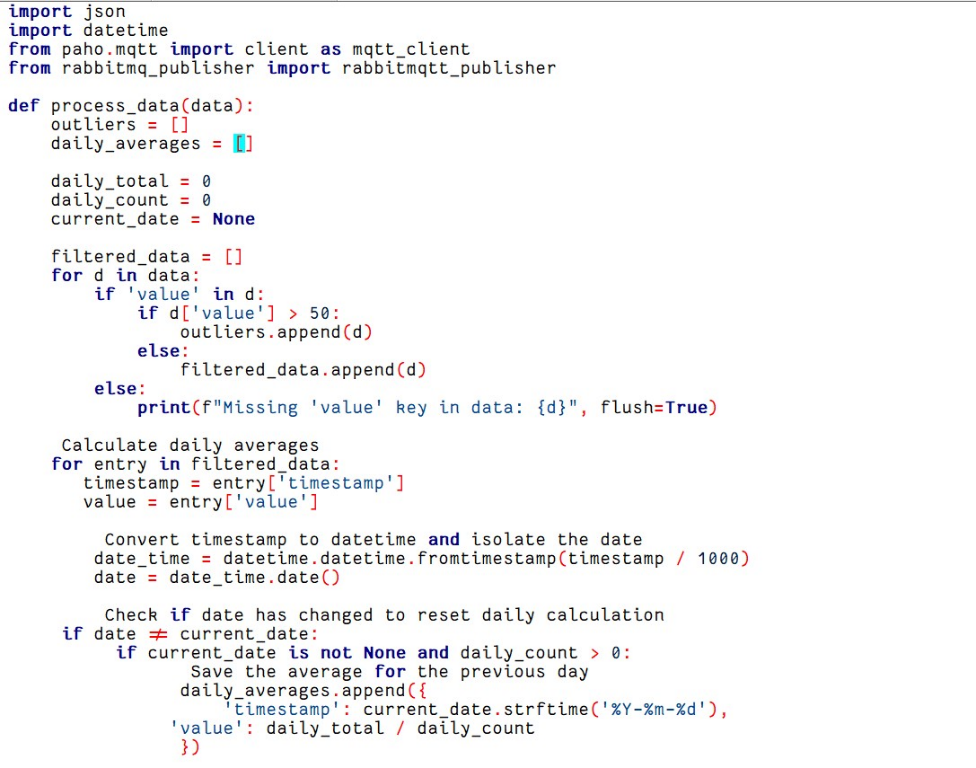 import json
import datetime
from paho.mqtt import client as mqtt_client
from rabbitmq_publisher import rabbitmqtt_publisher

def process_data(data):
    outliers = []
    daily_averages = []

    daily_total = 0
    daily_count = 0
    current_date = None

    filtered_data = []
    for d in data:
        if 'value' in d:
            if d['value'] > 50:
                outliers.append(d)
            else:
                filtered_data.append(d)
        else:
            print(f"Missing 'value' key in data: {d}", flush=True)

     Calculate daily averages
    for entry in filtered_data:
       timestamp = entry['timestamp']
       value = entry['value']

         Convert timestamp to datetime and isolate the date
        date_time = datetime.datetime.fromtimestamp(timestamp / 1000)
        date = date_time.date()

         Check if date has changed to reset daily calculation
     if date ≠ current_date:
          if current_date is not None and daily_count > 0:
                 Save the average for the previous day
                daily_averages.append({
                    'timestamp': current_date.strftime('%Y-%m-%d'),
               'value': daily_total / daily_count
                })